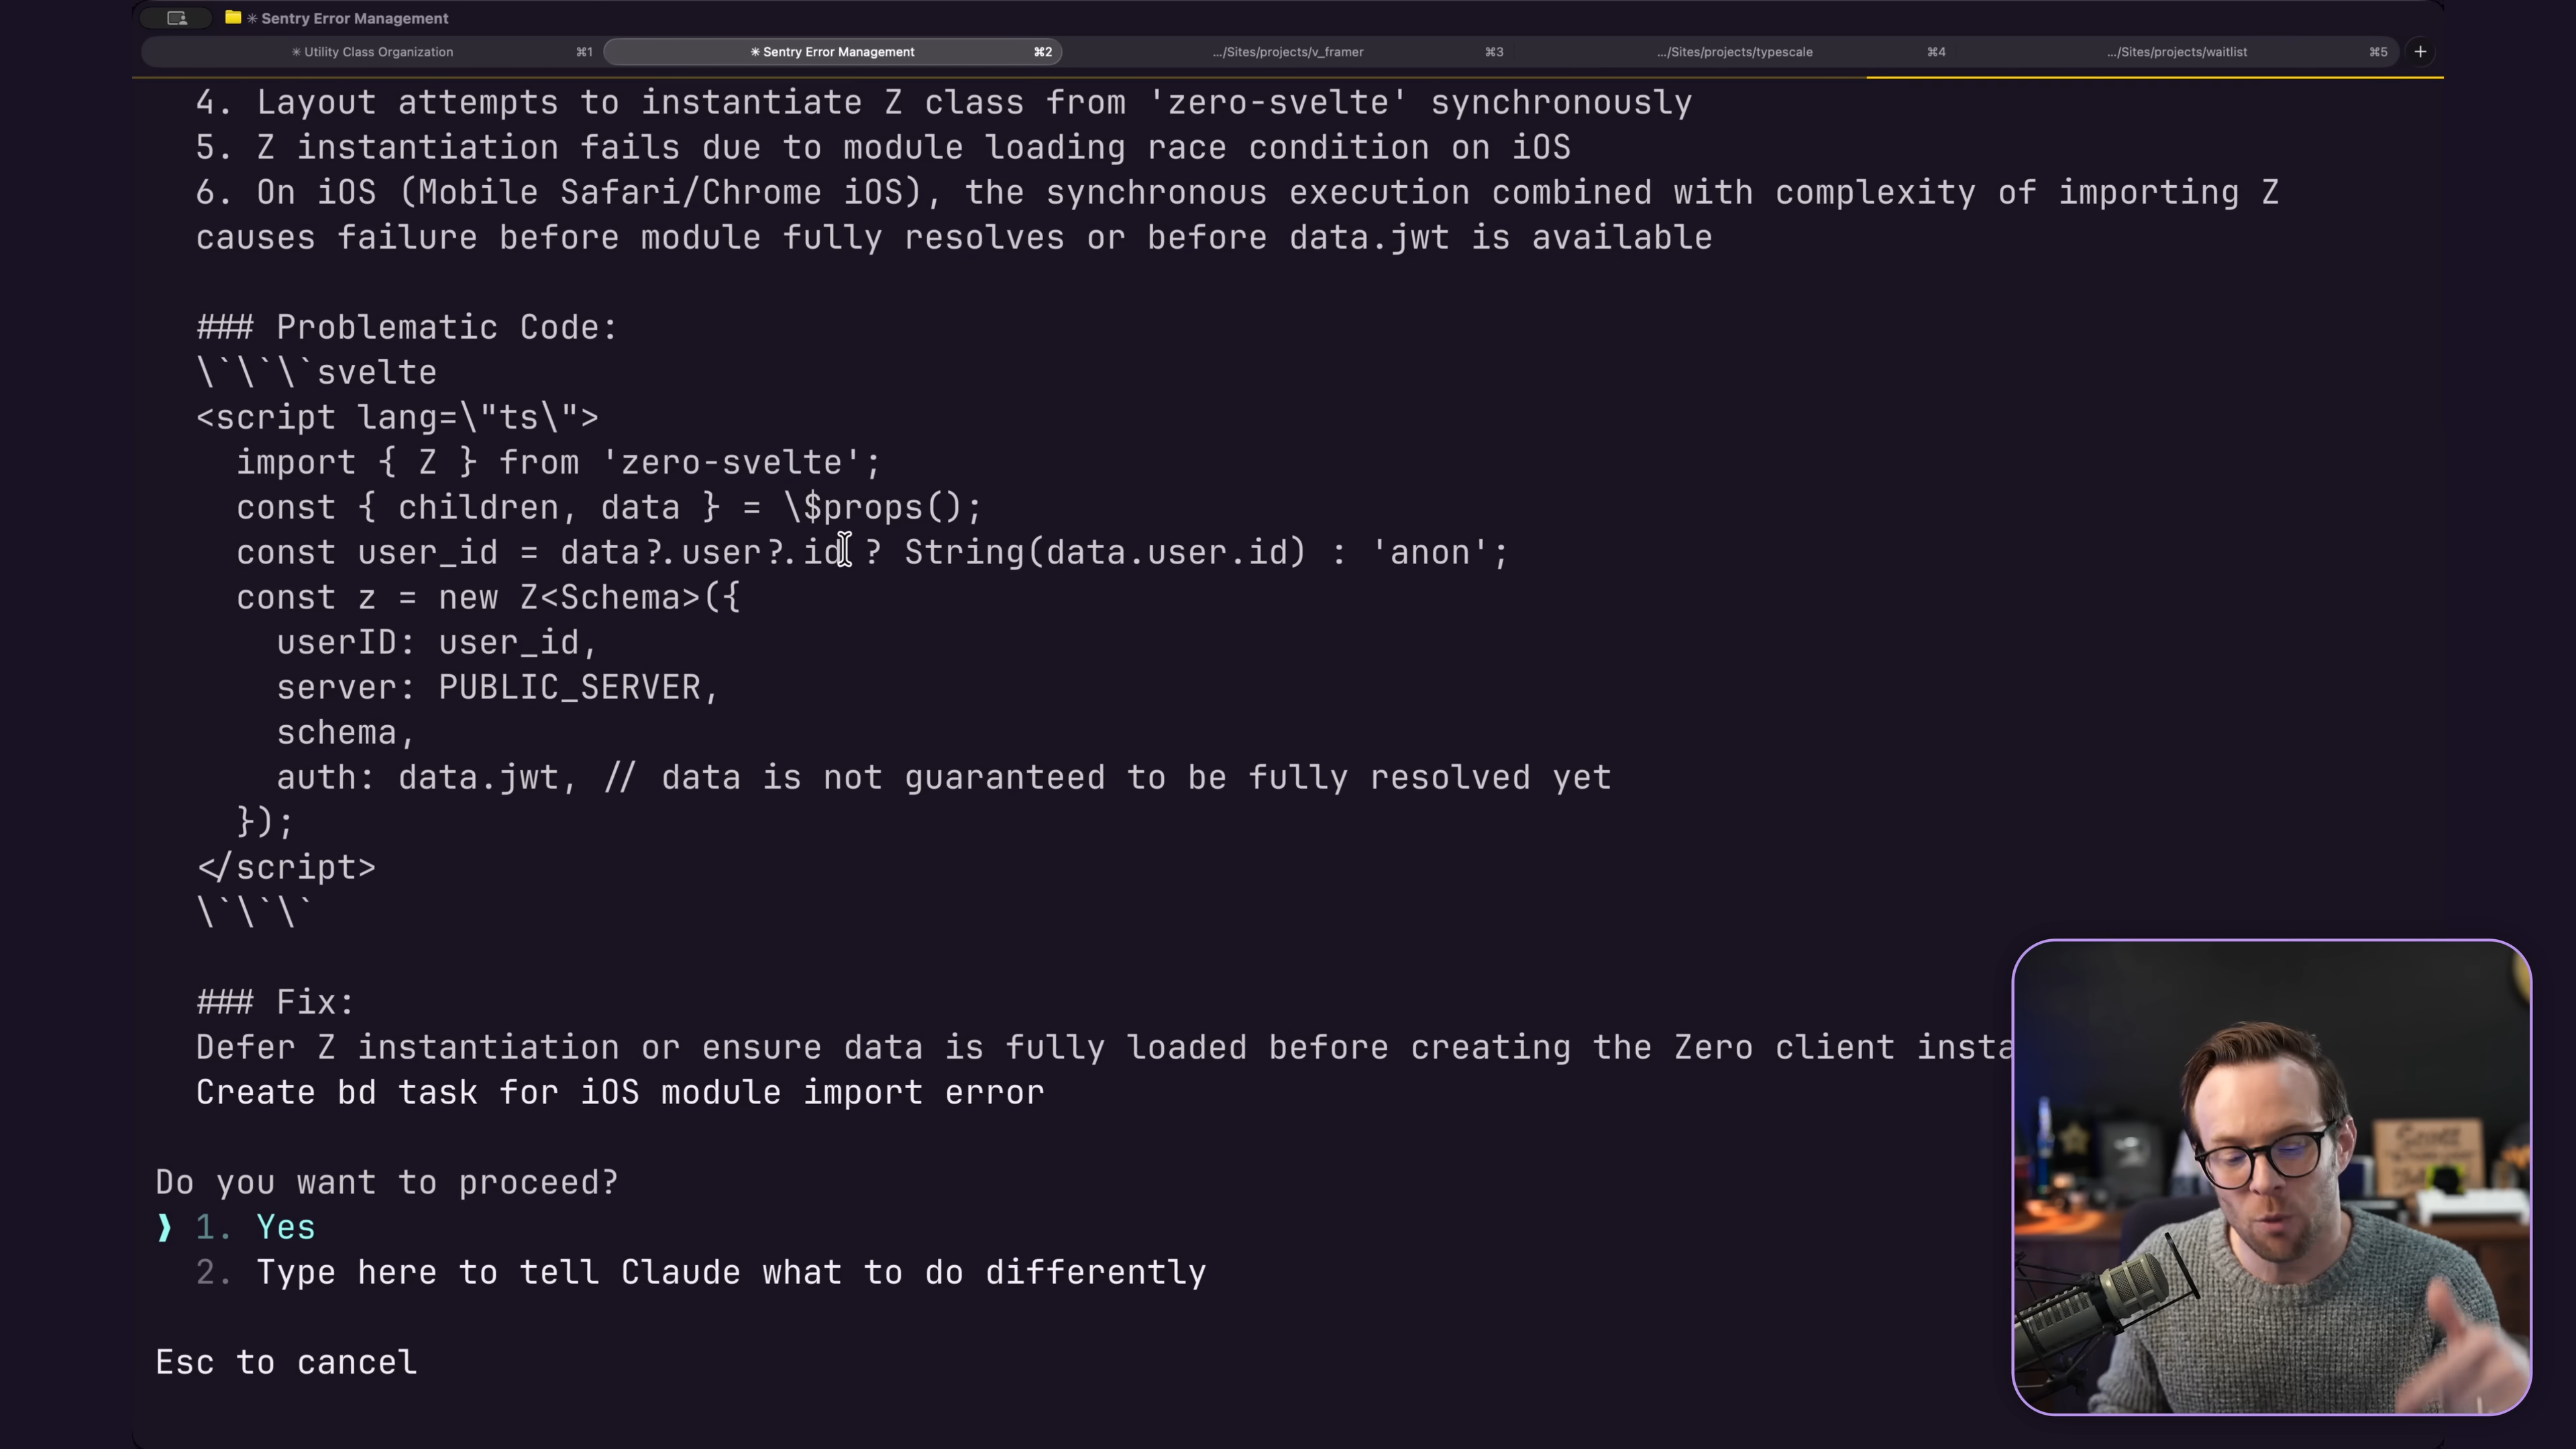 ✳ Sentry Error Management
✳ Utility Class Organization ⌘1
✳ Sentry Error Management ⌘2
.../Sites/projects/v_framer ⌘3
.../Sites/projects/typescale ⌘4
.../Sites/projects/waitlist ⌘5
+
4. Layout attempts to instantiate Z class from 'zero-svelte' synchronously
5. Z instantiation fails due to module loading race condition on iOS
6. On iOS (Mobile Safari/Chrome iOS), the synchronous execution combined with complexity of importing Z
causes failure before module fully resolves or before data.jwt is available
### Problematic Code:
\`\`\`svelte
<script lang=\"ts\">
import { Z } from 'zero-svelte';
const { children, data } = \$props();
const user_id = data?.user?.id ? String(data.user.id) : 'anon';
const z = new Z<Schema>({
userID: user_id,
server: PUBLIC_SERVER,
schema,
auth: data.jwt, // data is not guaranteed to be fully resolved yet
});
</script>
\`\`\`
### Fix:
Defer Z instantiation or ensure data is fully loaded before creating the Zero client insta
Create bd task for iOS module import error
Do you want to proceed?
❯ 1. Yes
2. Type here to tell Claude what to do differently
Esc to cancel